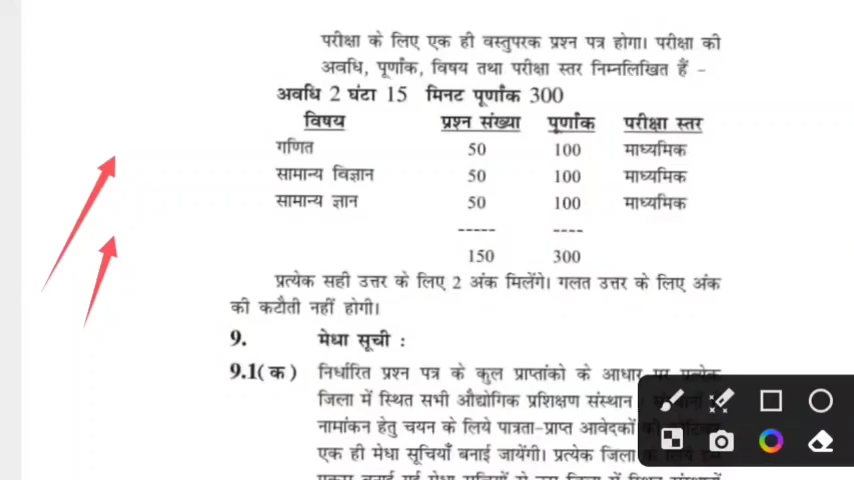 परीक्षा के लिए एक ही वस्तुपरक प्रश्न पत्र होगा। परीक्षा की
अवधि, पूर्णांक, विषय तथा परीक्षा स्तर निम्नलिखित हैं -
अवधि 2 घंटा 15 मिनट पूर्णांक 300
विषय प्रश्न संख्या पूर्णांक परीक्षा स्तर
गणित 50 100 माध्यमिक
सामान्य विज्ञान 50 100 माध्यमिक
सामान्य ज्ञान 50 100 माध्यमिक
----- ----
150 300
प्रत्येक सही उत्तर के लिए 2 अंक मिलेंगे। गलत उत्तर के लिए अंक
की कटौती नहीं होगी।
9. मेधा सूची :
9.1(क) निर्धारित प्रश्न पत्र के कुल प्राप्तांको के आधार पर प्रत्येक
जिला में स्थित सभी औद्योगिक प्रशिक्षण संस्थान
नामांकन हेतु चयन के लिये पात्रता-प्राप्त आवेदकों
एक ही मेधा सूचियाँ बनाई जायेंगी। प्रत्येक जिला